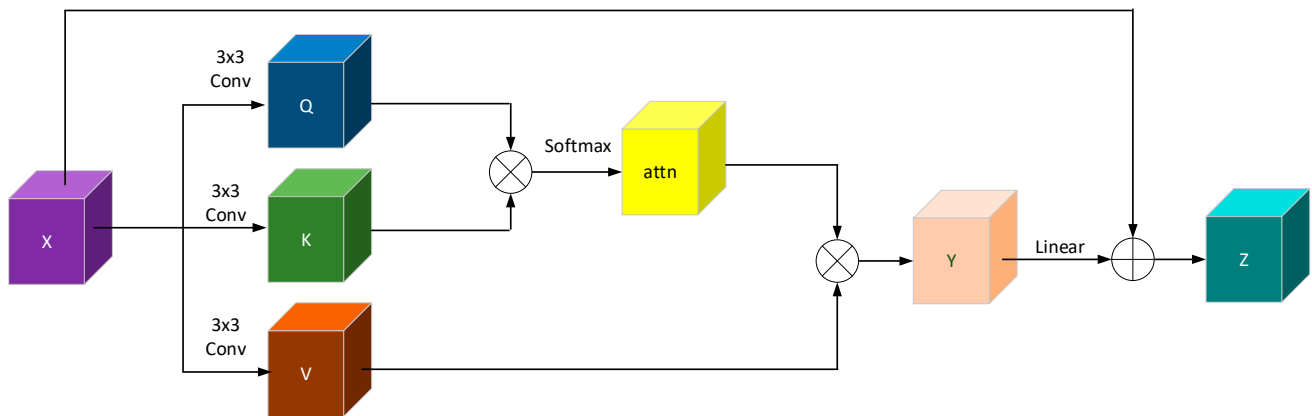 3x3
Conv
Q
Softmax
attn
X
3x3
Conv
K
Y
Linear
Z
3x3
Conv
V